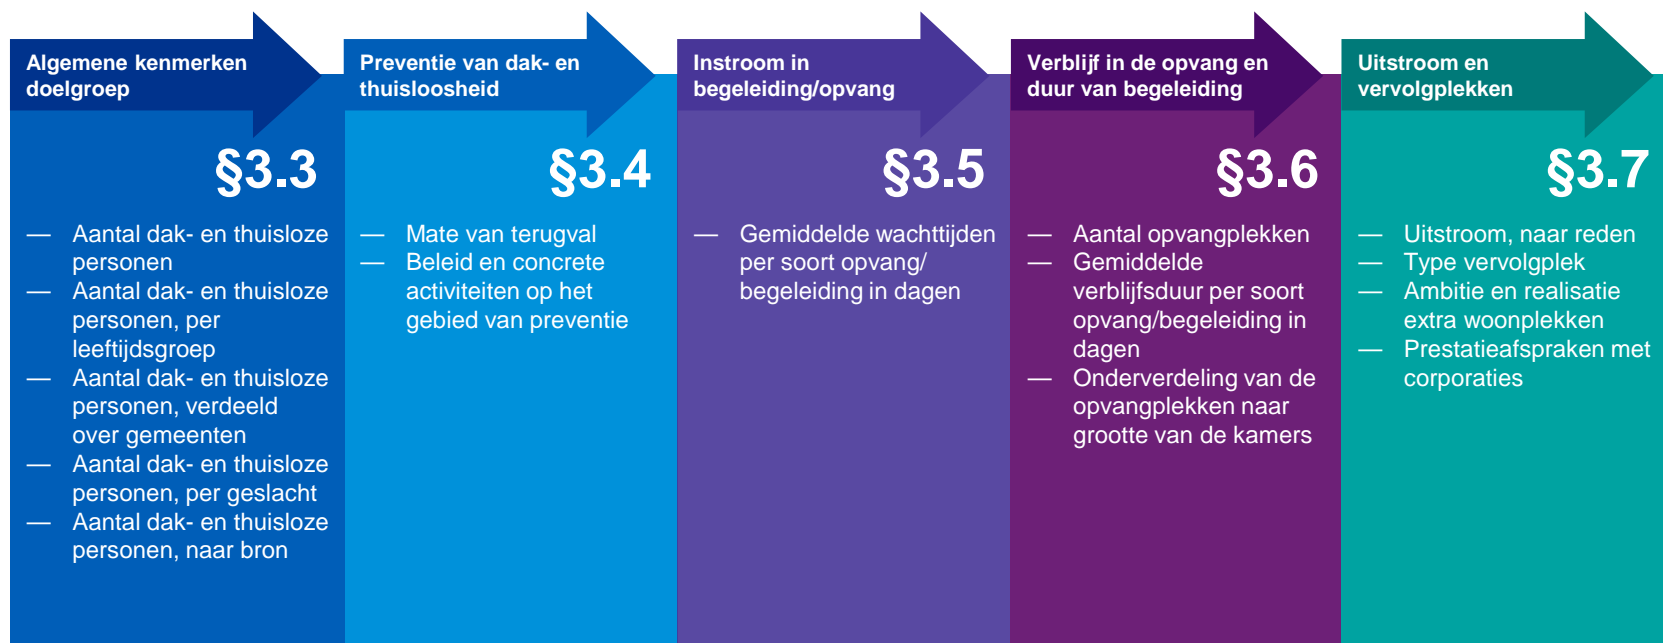 Algemene kenmerken
doelgroep
§3.3
— Aantal dak- en thuisloze
personen
— Aantal dak- en thuisloze
personen, per
leeftijdsgroep
— Aantal dak- en thuisloze
personen, verdeeld
over gemeenten
— Aantal dak- en thuisloze
personen, per geslacht
— Aantal dak- en thuisloze
personen, naar bron
Preventie van dak- en
thuisloosheid
§3.4
— Mate van terugval
— Beleid en concrete
activiteiten op het
gebied van preventie
Instroom in
begeleiding/opvang
§3.5
— Gemiddelde wachttijden
per soort opvang/
begeleiding in dagen
Verblijf in de opvang en
duur van begeleiding
§3.6
— Aantal opvangplekken
— Gemiddelde
verblijfsduur per soort
opvang/begeleiding in
dagen
— Onderverdeling van de
opvangplekken naar
grootte van de kamers
Uitstroom en
vervolgplekken
§3.7
— Uitstroom, naar reden
— Type vervolgplek
— Ambitie en realisatie
extra woonplekken
— Prestatieafspraken met
corporaties